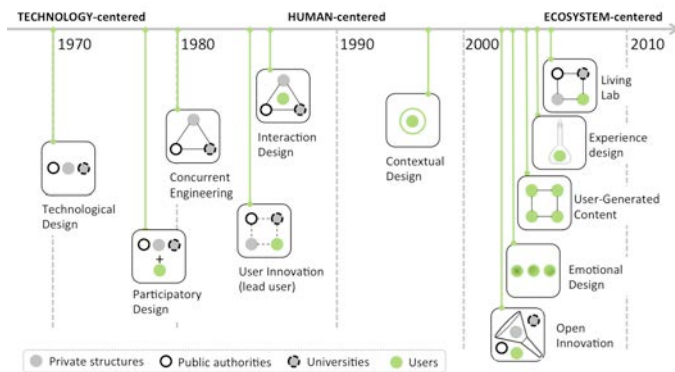 TECHNOLOGY-centered
HUMAN-centered
ECOSYSTEM-centered
1970
1980
1990
2000
2010
Technological
Design
Participatory
Design
Concurrent
Engineering
User Innovation
(lead user)
Interaction
Design
Contextual
Design
Living
Lab
Experience
design
User-Generated
Content
Emotional
Design
Open
Innovation
+
Private structures
Public authorities
Universities
Users